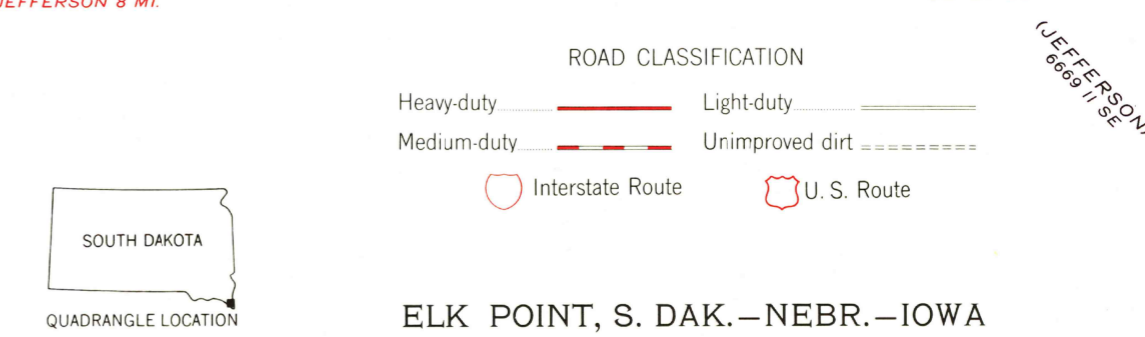 JEFFERSON 8 MI.
(JEFFERSON)
6669 II SE
ROAD CLASSIFICATION
Heavy-duty Light-duty
Medium-duty Unimproved dirt
Interstate Route U. S. Route
SOUTH DAKOTA
QUADRANGLE LOCATION
ELK POINT, S. DAK.—NEBR.—IOWA